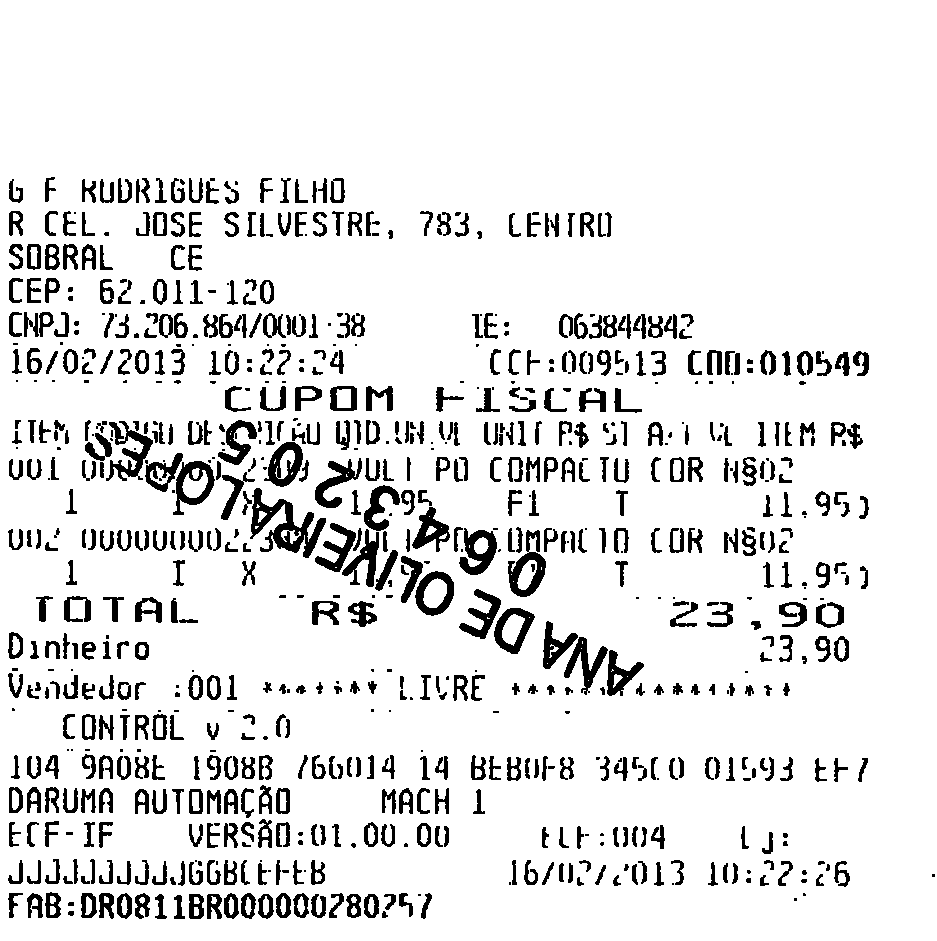 G F RODRIGUES FILHO
R CEL. JOSE SILVESTRE, 783, CENTRO
SOBRAL CE
CEP: 62.011-120
CNPJ: 73.206.864/0001-38 IE: 063844842
16/02/2013 10:22:24 CCF:009513 COO:010549
CUPOM FISCAL
ITEM CÓDIGO DESCRIÇÃO QTD.UN.VL UNIT R$ ST A/T VL ITEM R$
001 VULT PO COMPACTO COR N§02
1 I X 11,95 F1 T 11,95
002 VULT PO COMPACTO COR N§02
1 I X T 11,95
TOTAL R$ 23,90
Dinheiro 23,90
Vendedor :001 ******* LIVRE ****************
CONTROL v 2.0
104 9A08E 1908B 766014 14 BEB0F8 345C0 01593 EF7
DARUMA AUTOMAÇÃO MACH 1
ECF-IF VERSÃO:01.00.00 ECF:004 Lj:
JJJJJJJJJJGGBCEFEB 16/02/2013 10:22:26
FAB:DR0811BR000000280257
ANA DE OLIVEIRA LOPES
0 6 4 3 2 0 5